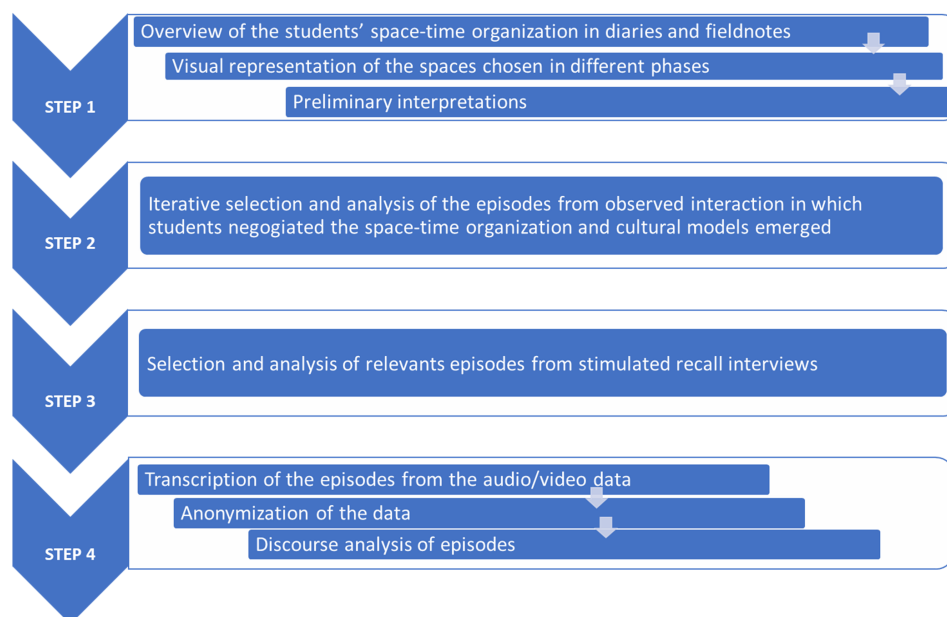 STEP 1
Overview of the students’ space-time organization in diaries and fieldnotes
Visual representation of the spaces chosen in different phases
Preliminary interpretations
STEP 2
Iterative selection and analysis of the episodes from observed interaction in which
students negogiated the space-time organization and cultural models emerged
STEP 3
Selection and analysis of relevants episodes from stimulated recall interviews
STEP 4
Transcription of the episodes from the audio/video data
Anonymization of the data
Discourse analysis of episodes